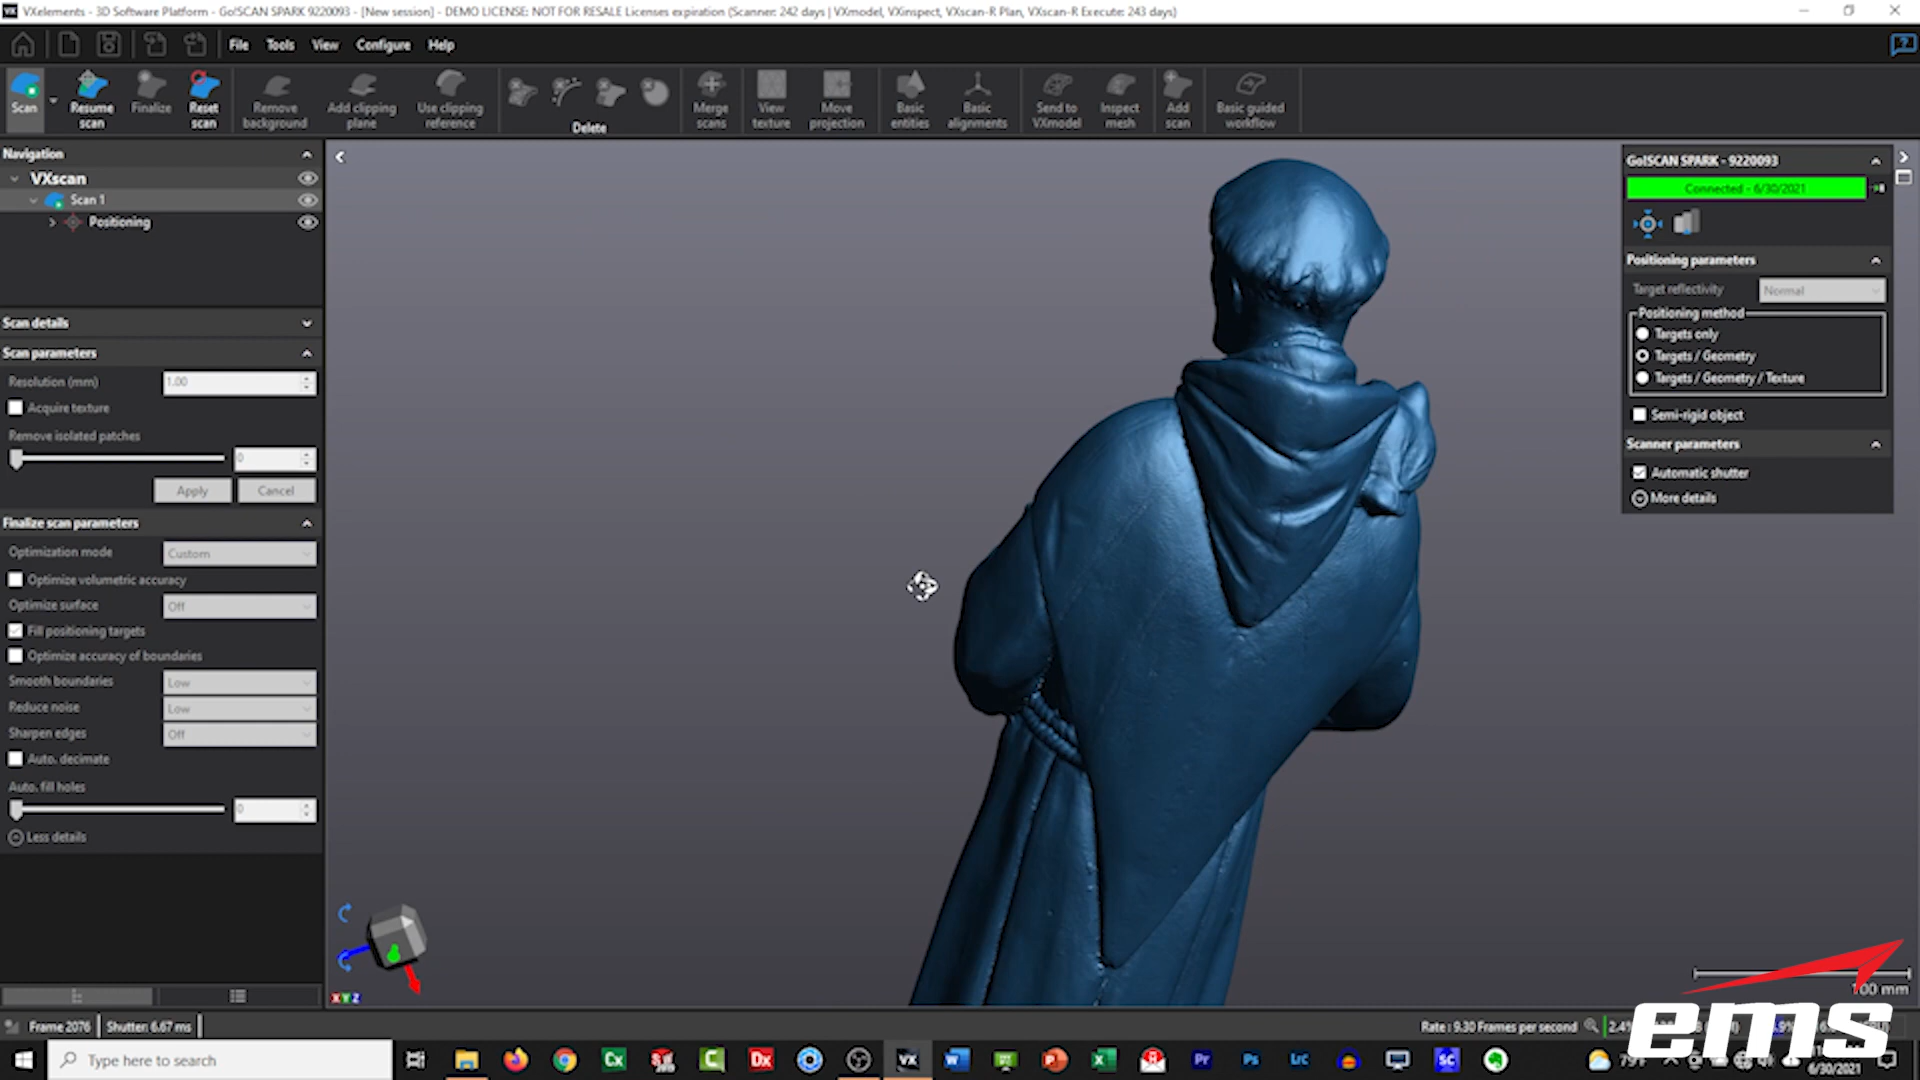 VXelements - 3D Software Platform - Go!SCAN SPARK 9220093 - [New session] - DEMO LICENSE: NOT FOR RESALE Licenses expiration (Scanner: 242 days | VXmodel, VXinspect, VXscan-R Plan, VXscan-R Execute: 243 days)
File Tools View Configure Help
Scan
Resume scan
Finalize
Reset scan
Remove background
Add clipping plane
Use clipping reference
Delete
Merge scans
View texture
Move projection
Basic entities
Basic alignments
Send to VXmodel
Inspect mesh
Add scan
Basic guided workflow
Navigation
VXscan
Scan 1
Positioning
Scan details
Scan parameters
Resolution (mm) 1.00
Acquire texture
Remove isolated patches
0
Apply Cancel
Finalize scan parameters
Optimization mode Custom
Optimize volumetric accuracy
Optimize surface Off
Fill positioning targets
Optimize accuracy of boundaries
Smooth boundaries Low
Reduce noise Low
Sharpen edges Off
Auto. decimate
Auto. fill holes
0
Less details
Go!SCAN SPARK - 9220093
Connected - 6/30/2021
Positioning parameters
Target reflectivity Normal
Positioning method
Targets only
Targets / Geometry
Targets / Geometry / Texture
Semi-rigid object
Scanner parameters
Automatic shutter
More details
X Y Z
100 mm
ems
Frame 2076 Shutter: 6.67 ms
Rate : 9.30 Frames per second
Type here to search
6/30/2021